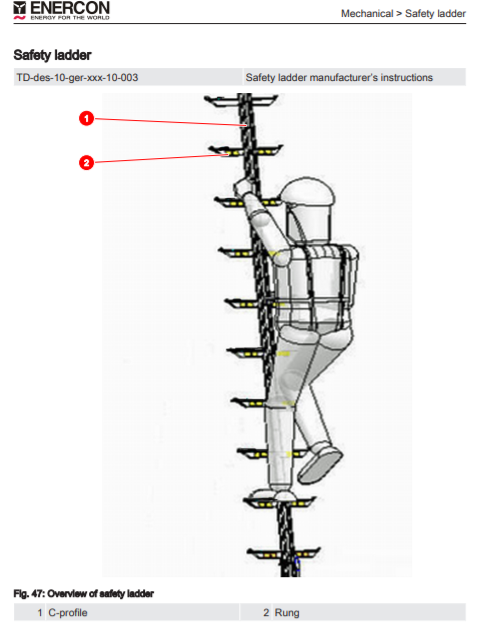 ENERCON
ENERGY FOR THE WORLD
Mechanical > Safety ladder
Safety ladder
TD-des-10-ger-xxx-10-003 Safety ladder manufacturer's instructions
1
2
Fig. 47: Overview of safety ladder
1 C-profile 2 Rung